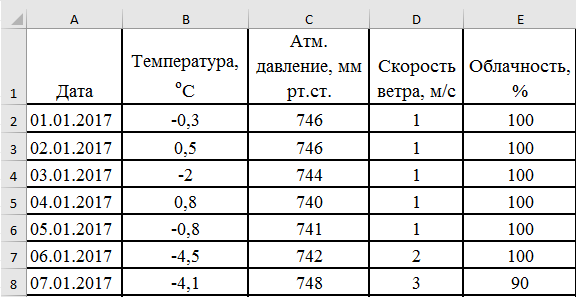 A B C D E
1 Дата Температура, °C Атм. давление, мм рт.ст. Скорость ветра, м/с Облачность, %
2 01.01.2017 -0,3 746 1 100
3 02.01.2017 0,5 746 1 100
4 03.01.2017 -2 744 1 100
5 04.01.2017 0,8 740 1 100
6 05.01.2017 -0,8 741 1 100
7 06.01.2017 -4,5 742 2 100
8 07.01.2017 -4,1 748 3 90